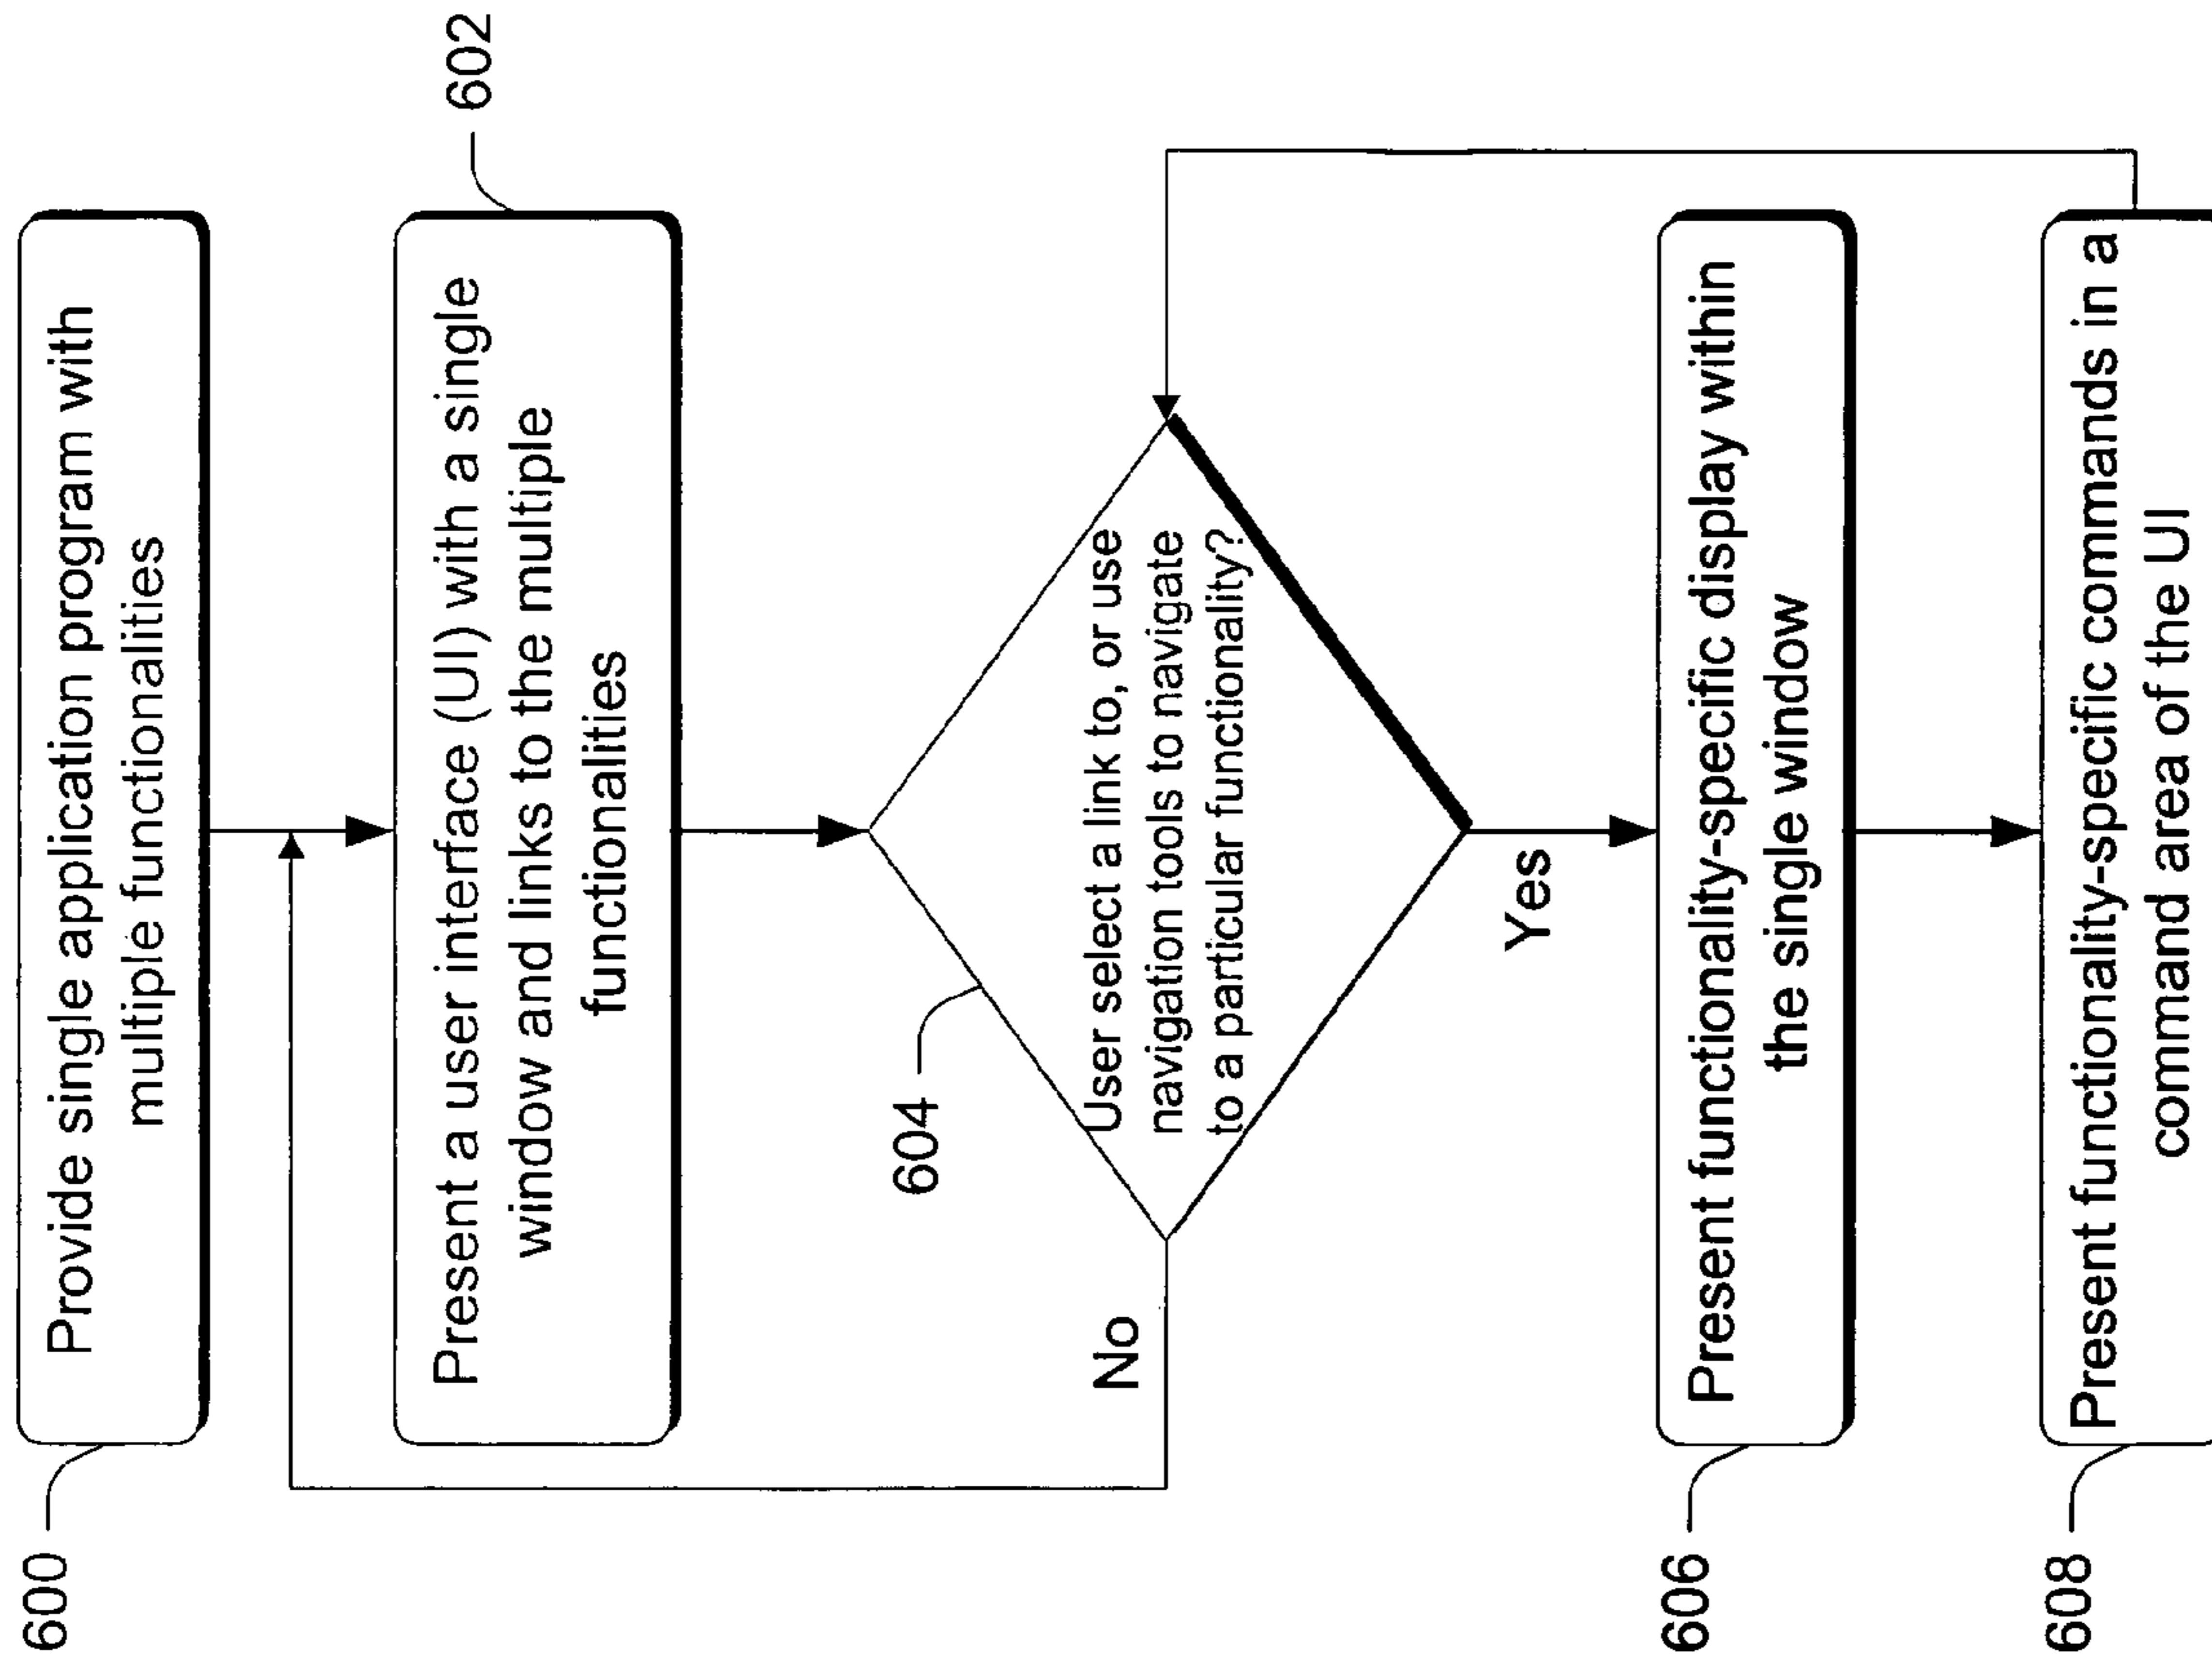 600
Provide single application program with
multiple functionalities
602
Present a user interface (UI) with a single
window and links to the multiple
functionalities
604
User select a link to, or use
navigation tools to navigate
to a particular functionality?
No
Yes
606
Present functionality-specific display within
the single window
608
Present functionality-specific commands in a
command area of the UI